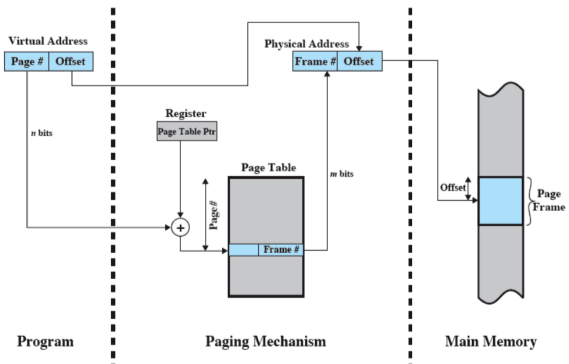 Virtual Address
Page # Offset
n bits
Register
Page Table Ptr
+
Page Table
Page#
Frame #
m bits
Physical Address
Frame # Offset
Offset
Page
Frame
Program
Paging Mechanism
Main Memory